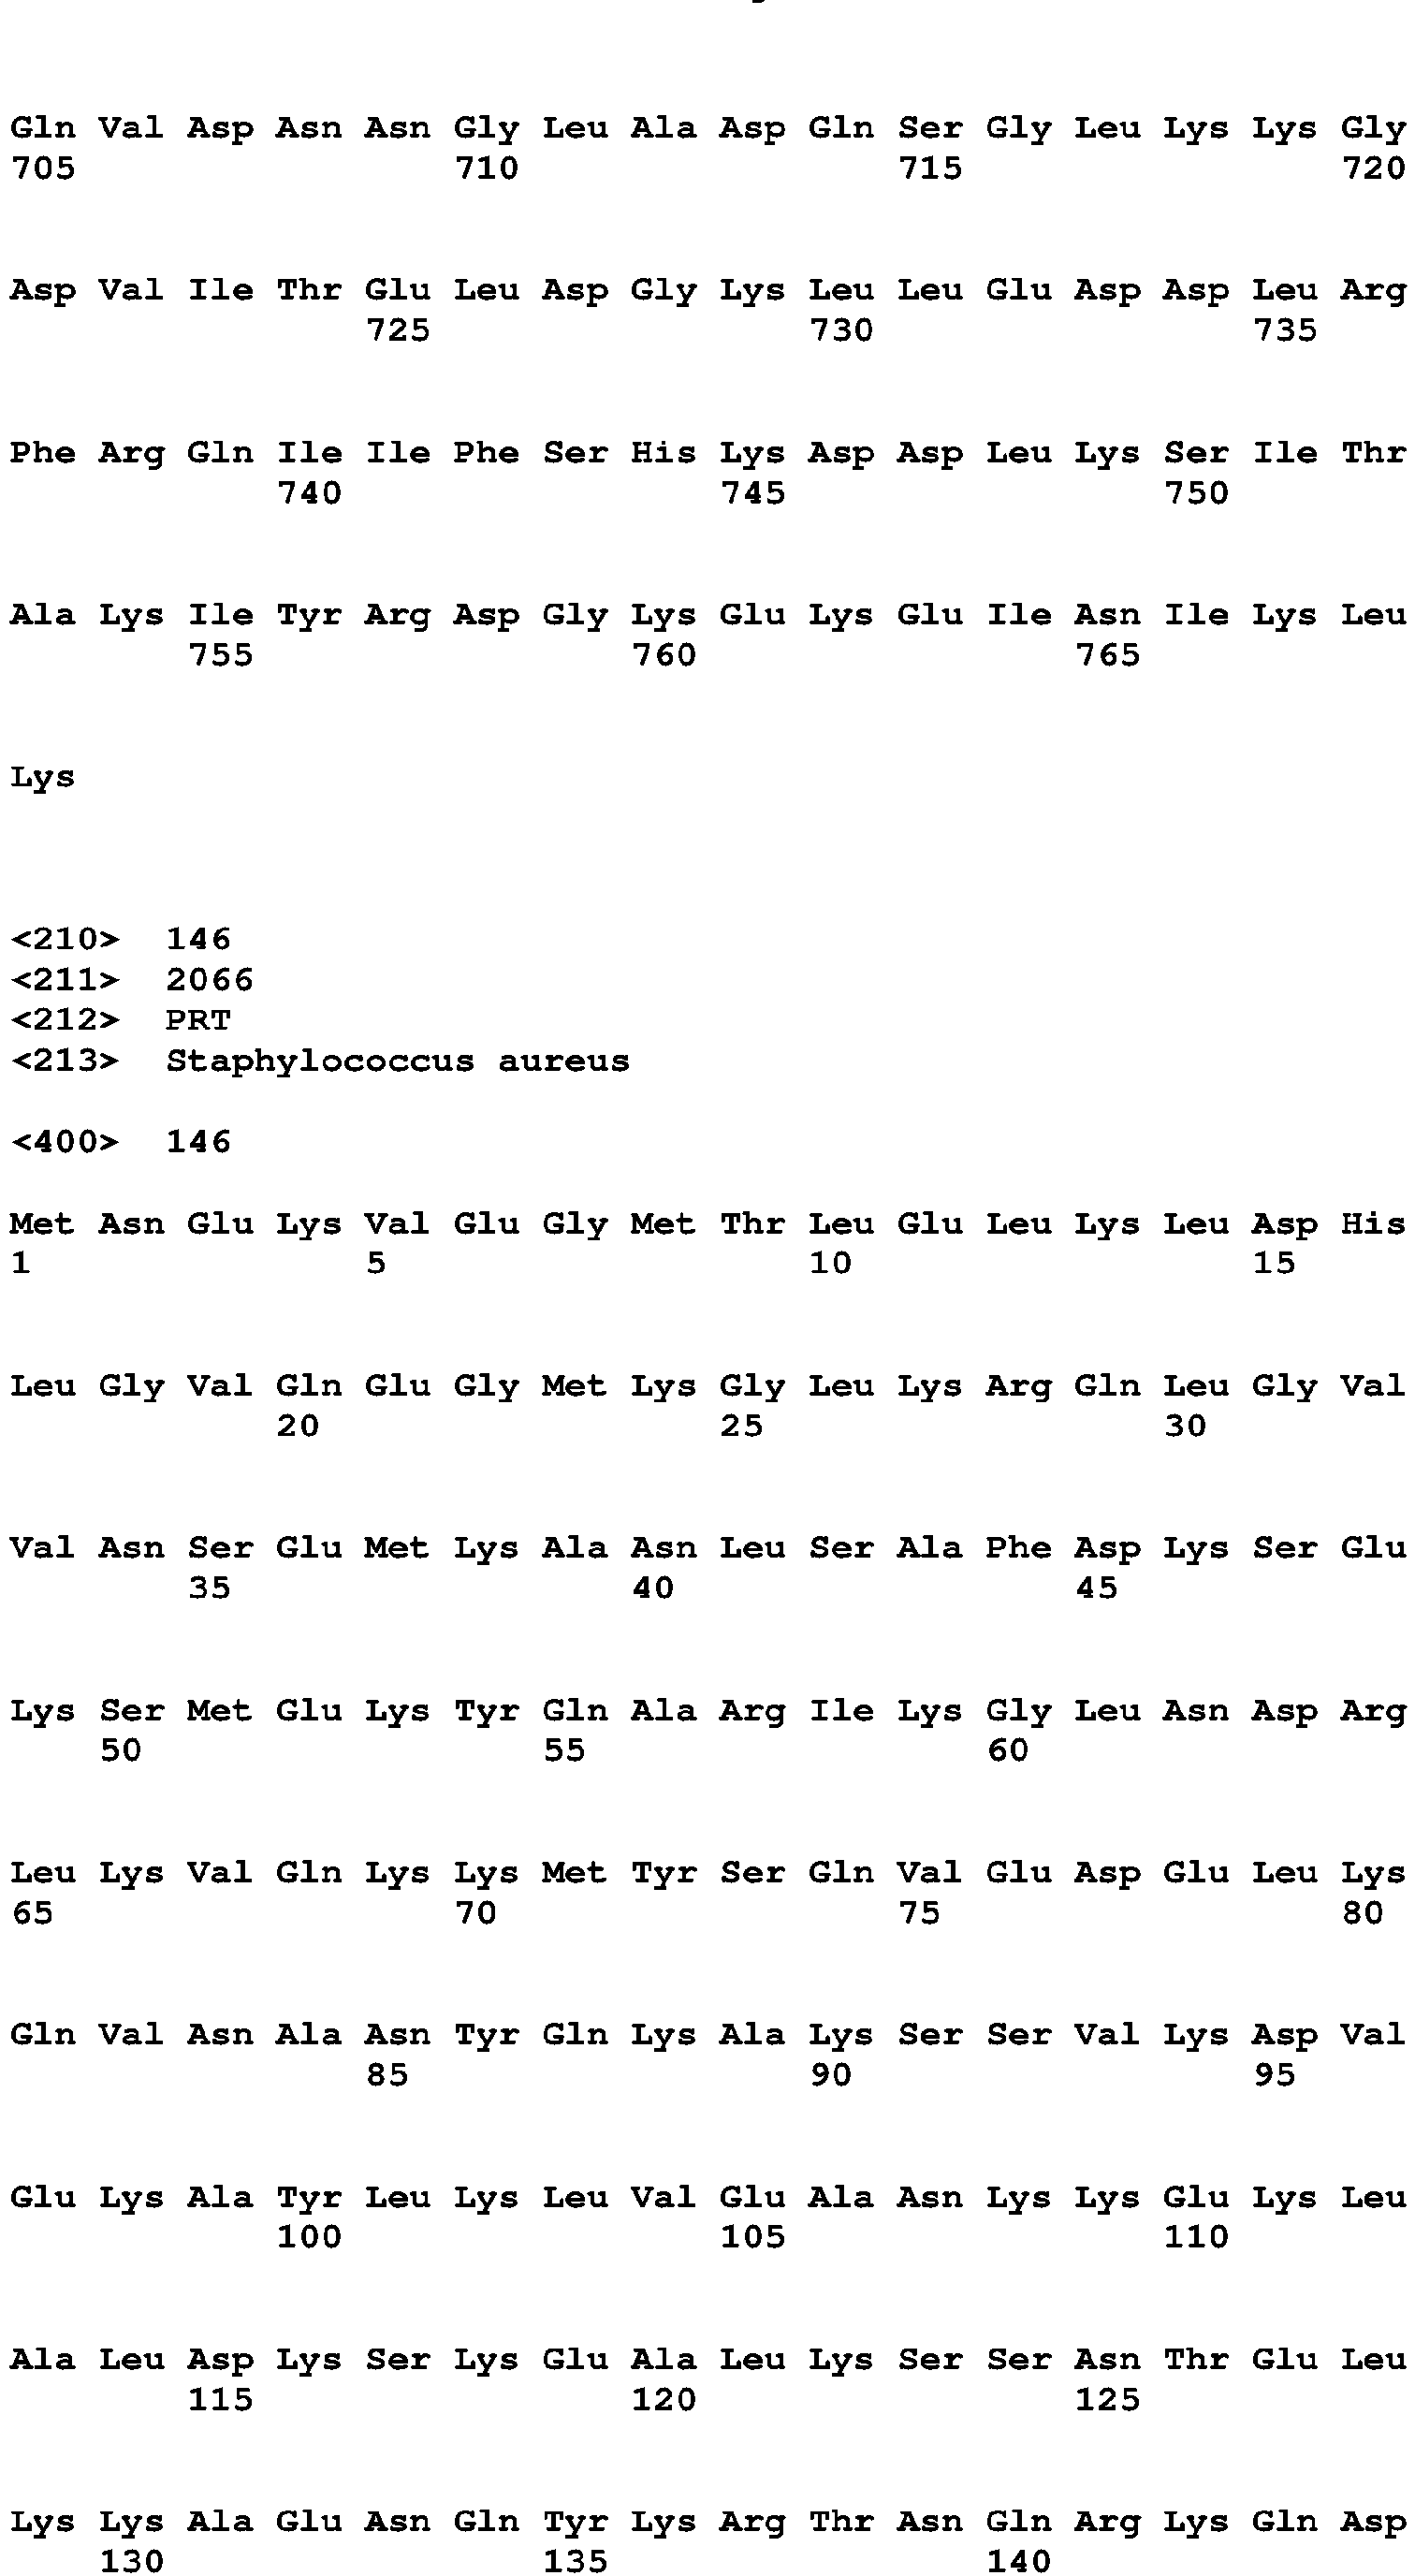 Gln Val Asp Asn Asn Gly Leu Ala Asp Gln Ser Gly Leu Lys Lys Gly
705 710 715 720
Asp Val Ile Thr Glu Leu Asp Gly Lys Leu Leu Glu Asp Asp Leu Arg
725 730 735
Phe Arg Gln Ile Ile Phe Ser His Lys Asp Asp Leu Lys Ser Ile Thr
740 745 750
Ala Lys Ile Tyr Arg Asp Gly Lys Glu Lys Glu Ile Asn Ile Lys Leu
755 760 765
Lys
<210> 146
<211> 2066
<212> PRT
<213> Staphylococcus aureus
<400> 146
Met Asn Glu Lys Val Glu Gly Met Thr Leu Glu Leu Lys Leu Asp His
1 5 10 15
Leu Gly Val Gln Glu Gly Met Lys Gly Leu Lys Arg Gln Leu Gly Val
20 25 30
Val Asn Ser Glu Met Lys Ala Asn Leu Ser Ala Phe Asp Lys Ser Glu
35 40 45
Lys Ser Met Glu Lys Tyr Gln Ala Arg Ile Lys Gly Leu Asn Asp Arg
50 55 60
Leu Lys Val Gln Lys Lys Met Tyr Ser Gln Val Glu Asp Glu Leu Lys
65 70 75 80
Gln Val Asn Ala Asn Tyr Gln Lys Ala Lys Ser Ser Val Lys Asp Val
85 90 95
Glu Lys Ala Tyr Leu Lys Leu Val Glu Ala Asn Lys Lys Glu Lys Leu
100 105 110
Ala Leu Asp Lys Ser Lys Glu Ala Leu Lys Ser Ser Asn Thr Glu Leu
115 120 125
Lys Lys Ala Glu Asn Gln Tyr Lys Arg Thr Asn Gln Arg Lys Gln Asp
130 135 140